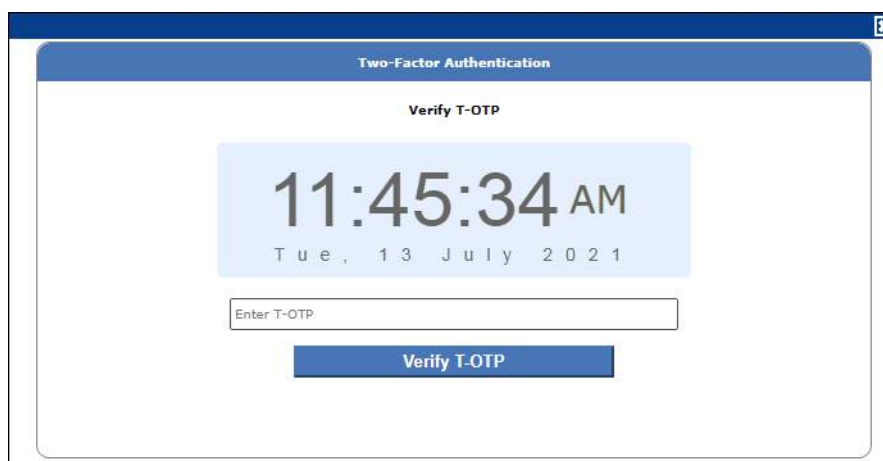 Two-Factor Authentication
Verify T-OTP
11:45:34 AM
Tue, 13 July 2021
Enter T-OTP
Verify T-OTP